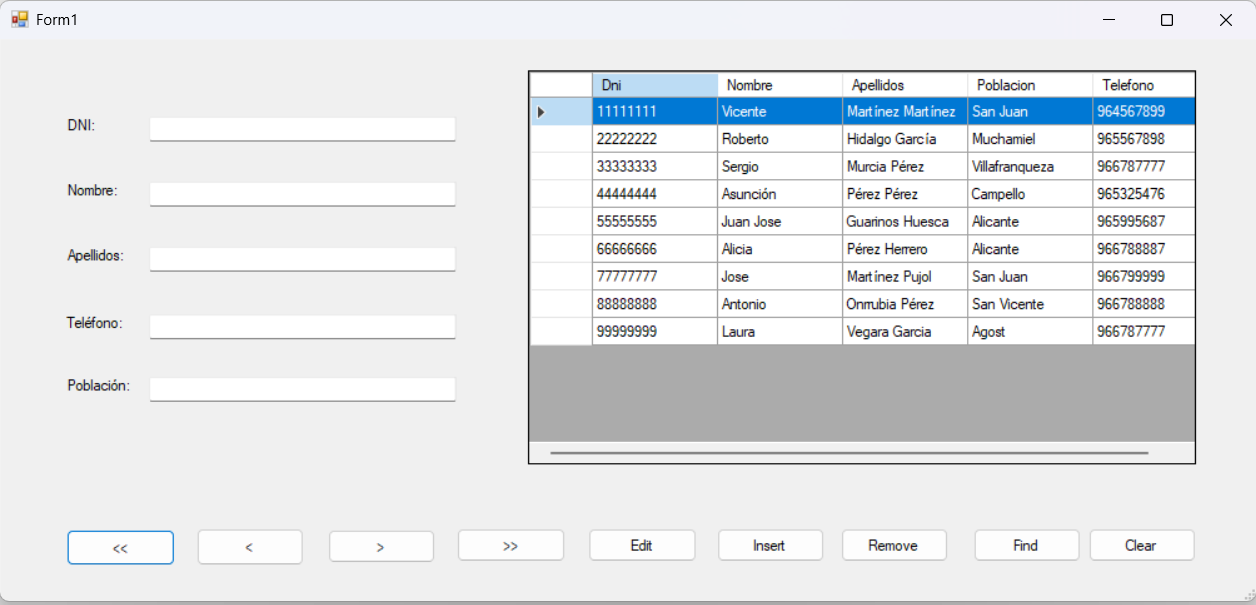 Form1
DNI:
Nombre:
Apellidos:
Teléfono:
Población:
Dni Nombre Apellidos Poblacion Telefono
11111111 Vicente Martínez Martínez San Juan 964567899
22222222 Roberto Hidalgo García Muchamiel 965567898
33333333 Sergio Murcia Pérez Villafranqueza 966787777
44444444 Asunción Pérez Pérez Campello 965325476
55555555 Juan Jose Guarinos Huesca Alicante 965995687
66666666 Alicia Pérez Herrero Alicante 966788887
77777777 Jose Martínez Pujol San Juan 966799999
88888888 Antonio Onrrubia Pérez San Vicente 966788888
99999999 Laura Vegara Garcia Agost 966787777
<< < > >> Edit Insert Remove Find Clear